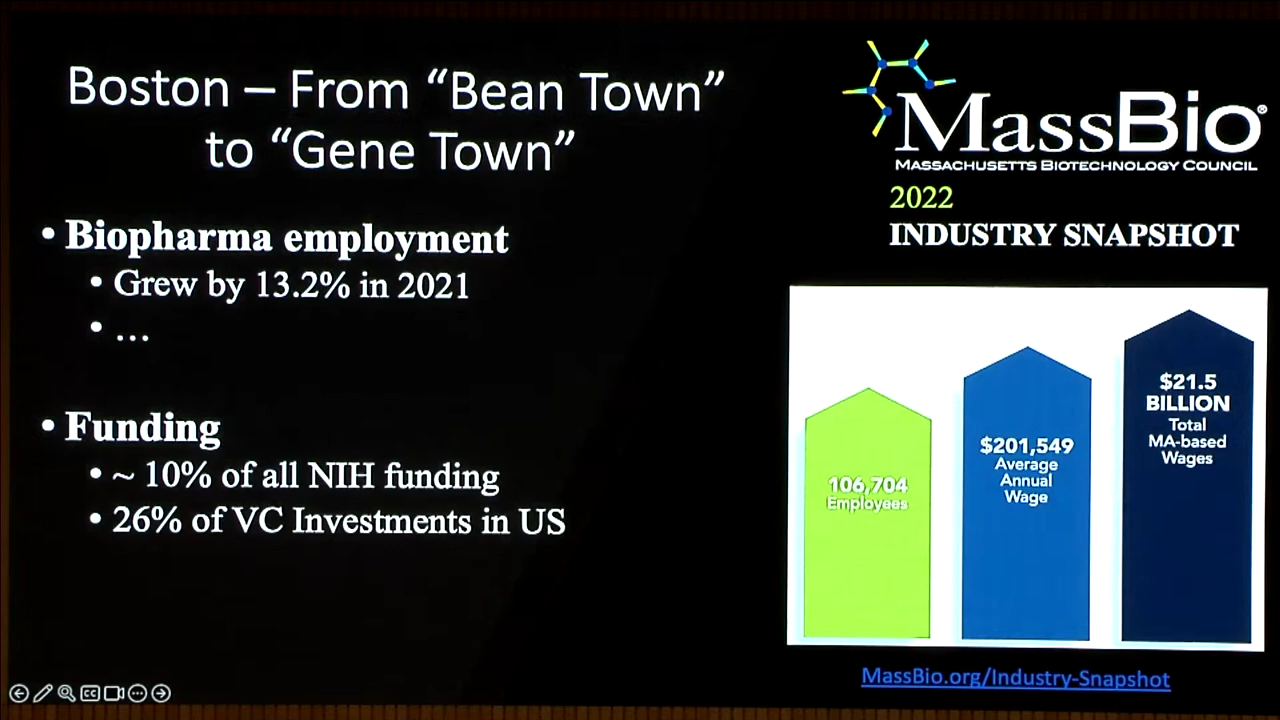 Boston – From “Bean Town”
to “Gene Town”
• Biopharma employment
• Grew by 13.2% in 2021
• …
• Funding
• ~ 10% of all NIH funding
• 26% of VC Investments in US
MassBio®
MASSACHUSETTS BIOTECHNOLOGY COUNCIL
2022
INDUSTRY SNAPSHOT
106,704
Employees
$201,549
Average
Annual
Wage
$21.5
BILLION
Total
MA-based
Wages
MassBio.org/Industry-Snapshot
CC